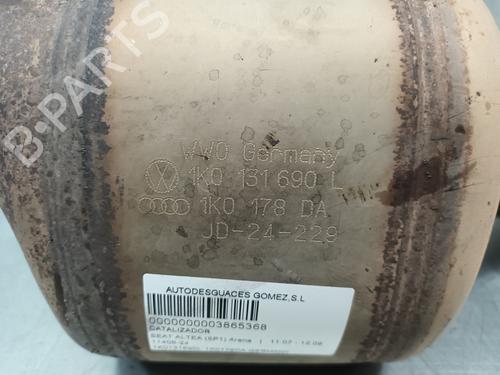 B-PARTS
WWO Germany
1K0 131 690 L
1K0 178 DA
JD-24-229
AUTODESGUACES GOMEZ,S.L
0000000003865368
CATALIZADOR
SEAT ALTEA (5P1) Arena | 11.07 - 12.08